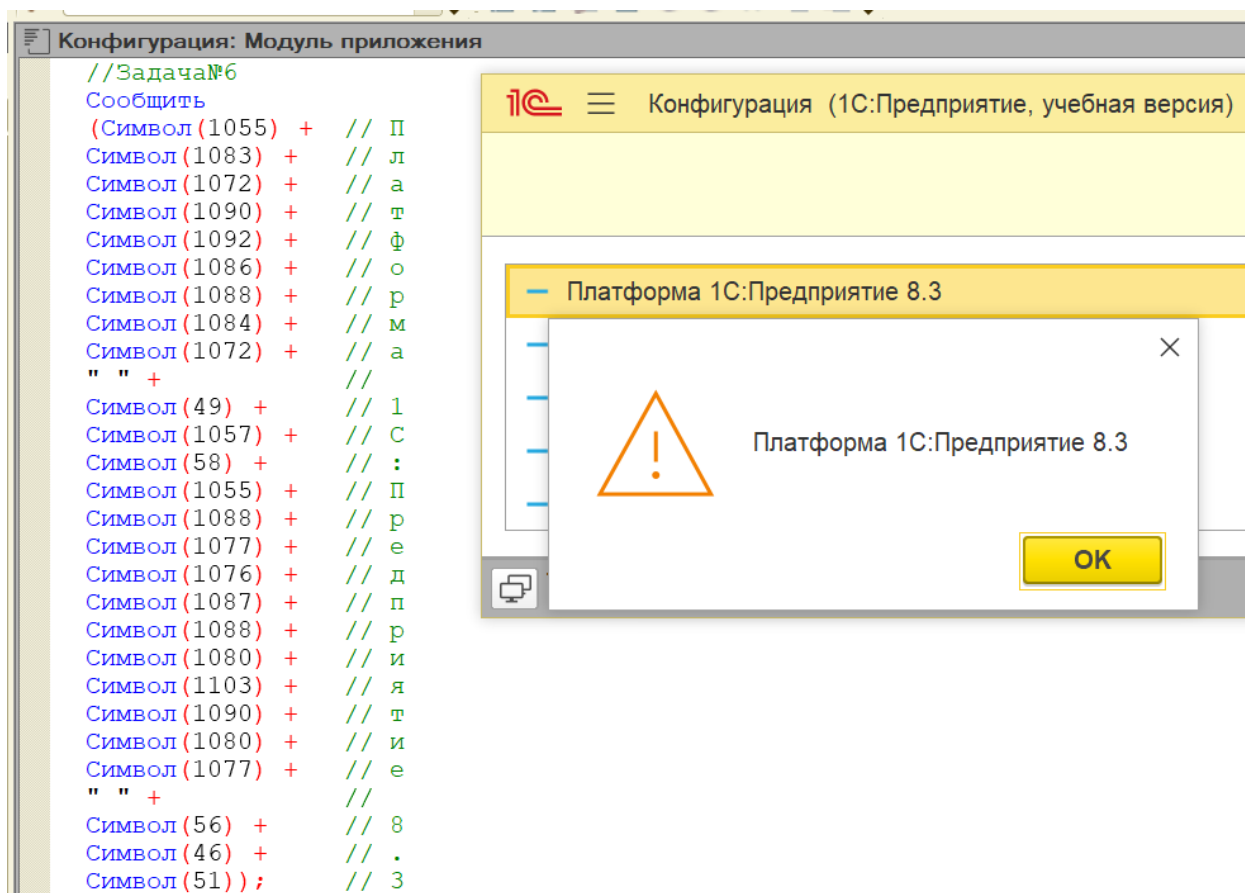 Конфигурация: Модуль приложения
//Задача№6
Сообщить
(Символ(1055) + // П
Символ(1083) + // л
Символ(1072) + // а
Символ(1090) + // т
Символ(1092) + // ф
Символ(1086) + // о
Символ(1088) + // р
Символ(1084) + // м
Символ(1072) + // а
" " + //
Символ(49) + // 1
Символ(1057) + // С
Символ(58) + // :
Символ(1055) + // П
Символ(1088) + // р
Символ(1077) + // е
Символ(1076) + // д
Символ(1087) + // п
Символ(1088) + // р
Символ(1080) + // и
Символ(1103) + // я
Символ(1090) + // т
Символ(1080) + // и
Символ(1077) + // е
" " + //
Символ(56) + // 8
Символ(46) + // .
Символ(51)); // 3
1С Конфигурация (1С:Предприятие, учебная версия)
Платформа 1С:Предприятие 8.3
Платформа 1С:Предприятие 8.3
OK